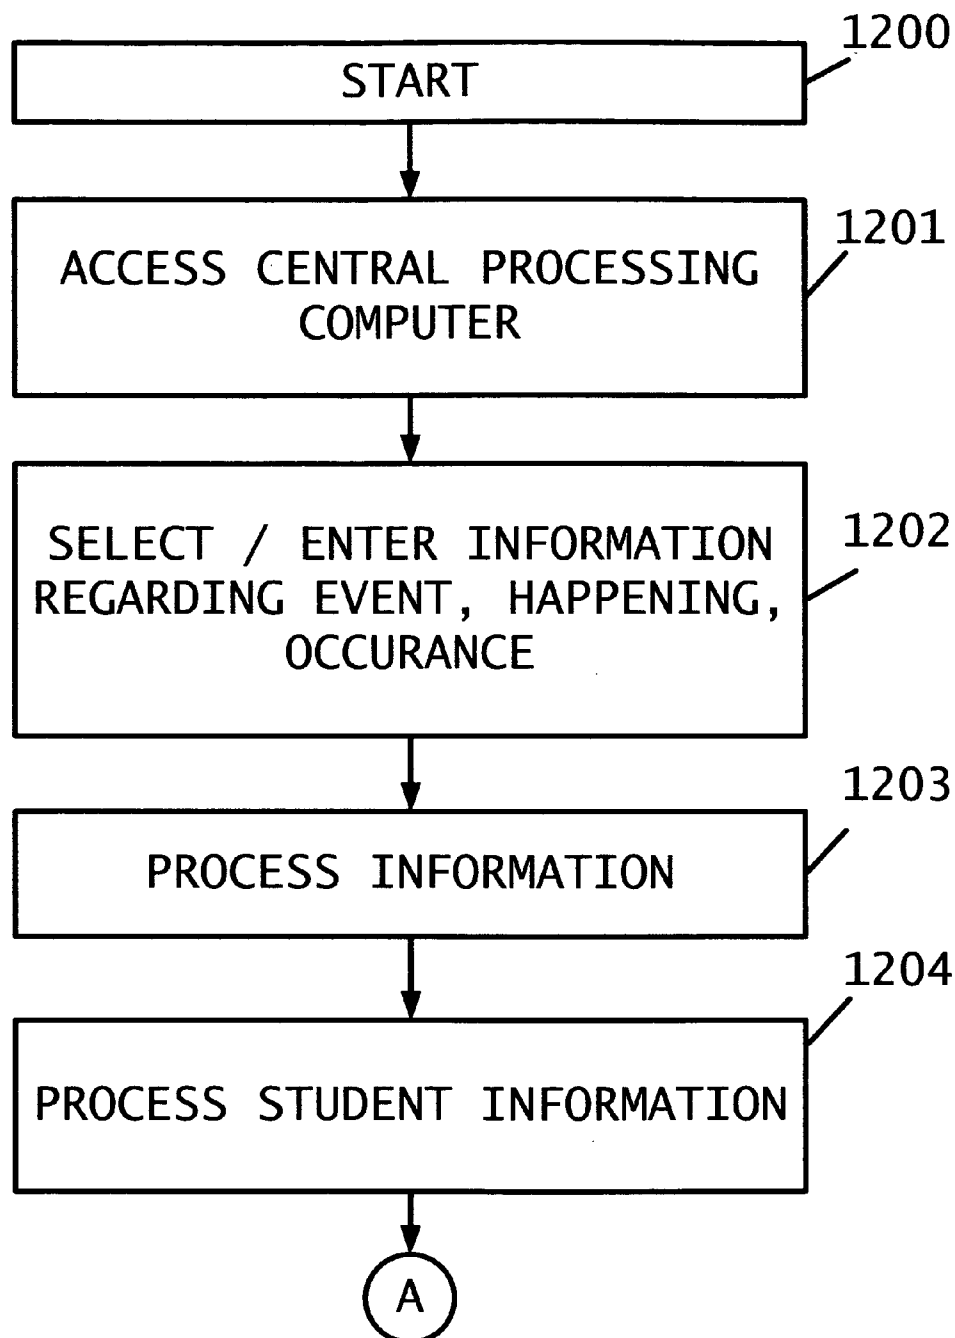 1200
START
1201
ACCESS CENTRAL PROCESSING
COMPUTER
1202
SELECT / ENTER INFORMATION
REGARDING EVENT, HAPPENING,
OCCURANCE
1203
PROCESS INFORMATION
1204
PROCESS STUDENT INFORMATION
A